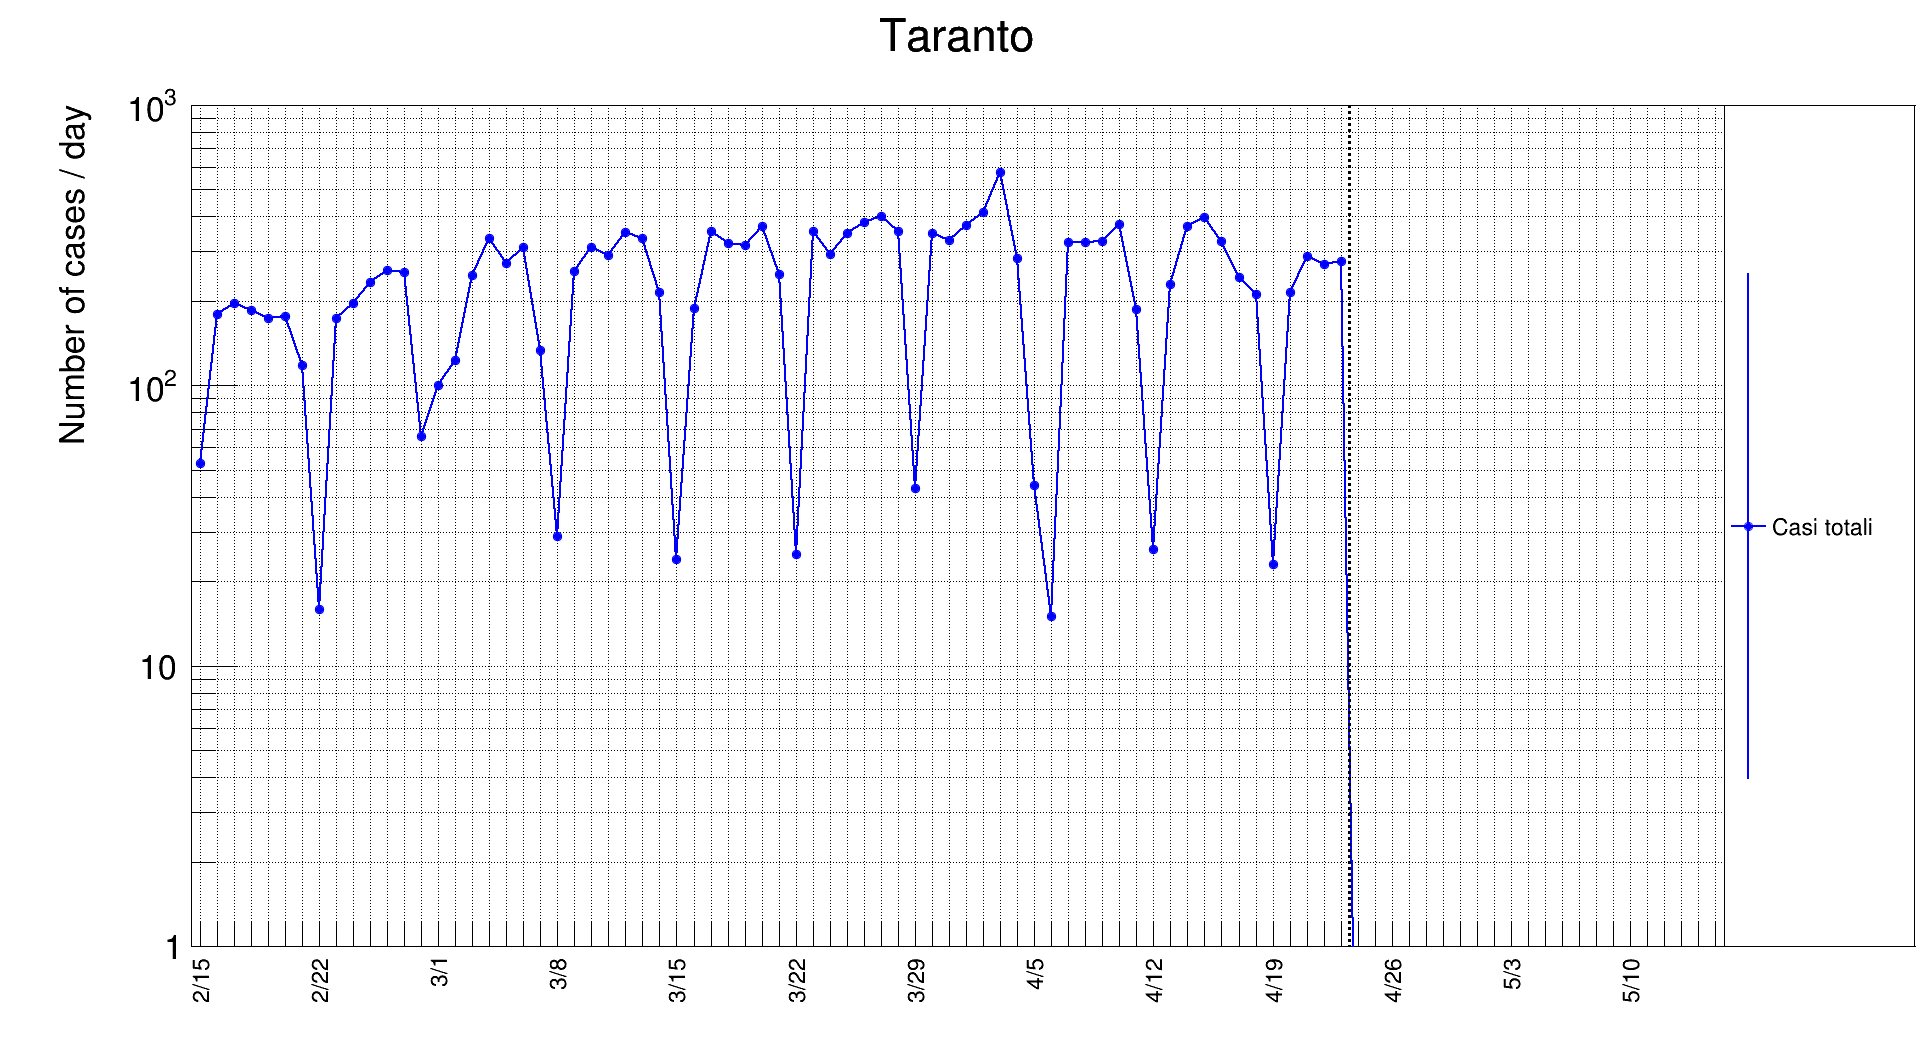 Taranto
Number of cases / day
10³
10²
10
1
2/15 2/22 3/1 3/8 3/15 3/22 3/29 4/5 4/12 4/19 4/26 5/3 5/10
Casi totali